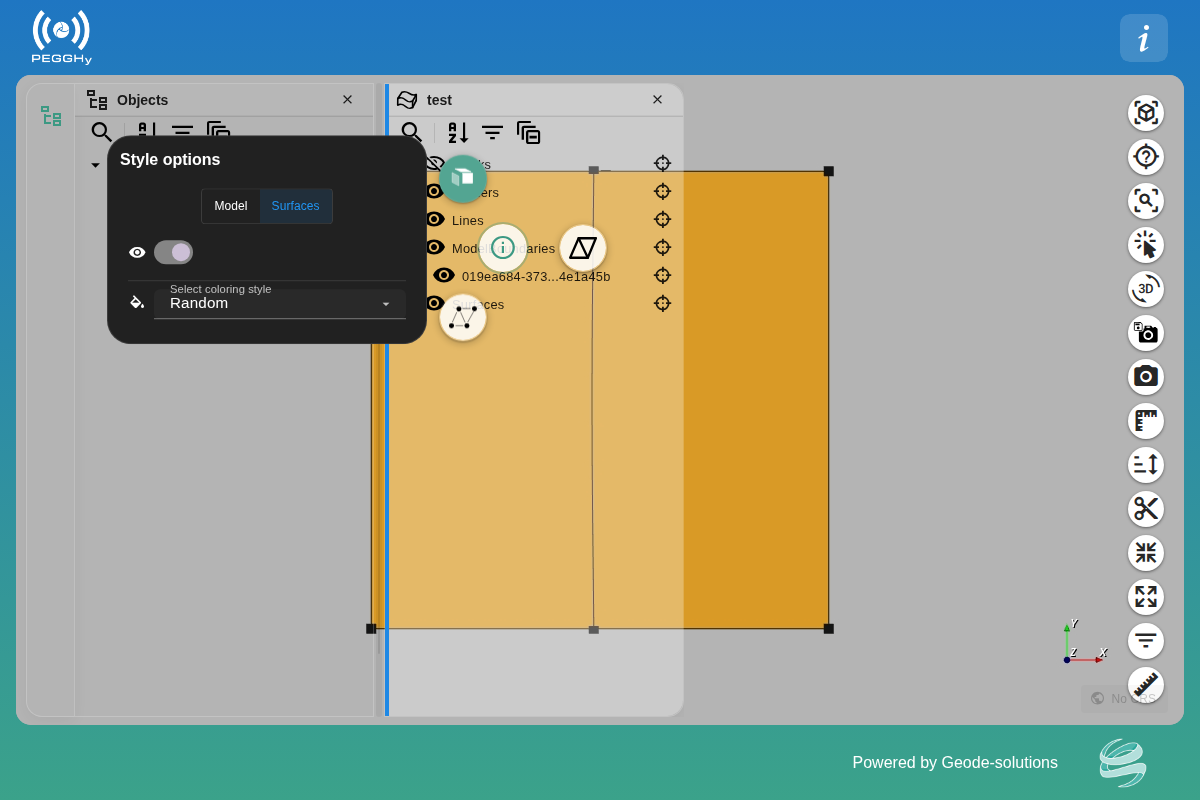 PEGGHy
i
Objects
test
Style options
Model
Surfaces
Lines
019ea684-373...4e1a45b
Select coloring style
Random
3D
Y
Z
X
Powered by Geode-solutions